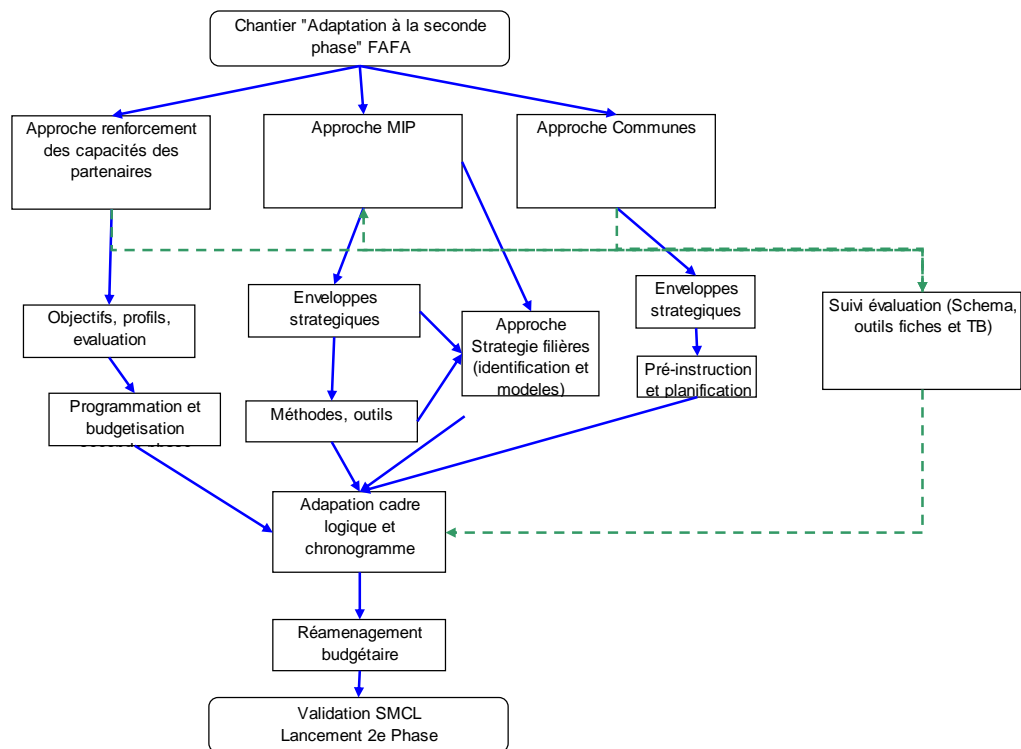 Chantier "Adaptation à la seconde
phase" FAFA
Approche renforcement
des capacités des
partenaires
Approche MIP
Approche Communes
Objectifs, profils,
evaluation
Enveloppes
strategiques
Approche
Strategie filières
(identification et
modeles)
Enveloppes
strategiques
Suivi évaluation (Schema,
outils fiches et TB)
Programmation et
budgetisation
Méthodes, outils
Pré-instruction
et planification
Adapation cadre
logique et
chronogramme
Réamenagement
budgétaire
Validation SMCL
Lancement 2e Phase